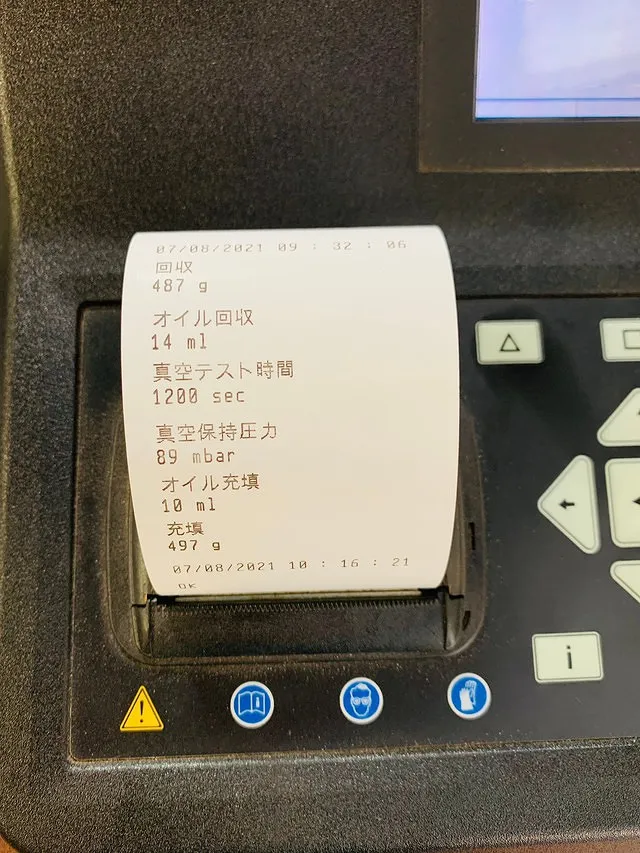 07/08/2021 09 : 32 : 06
回収
487 g
オイル回収
14 ml
真空テスト時間
1200 sec
真空保持圧力
89 mbar
オイル充填
10 ml
充填
497 g
07/08/2021 10 : 16 : 21
OK
i